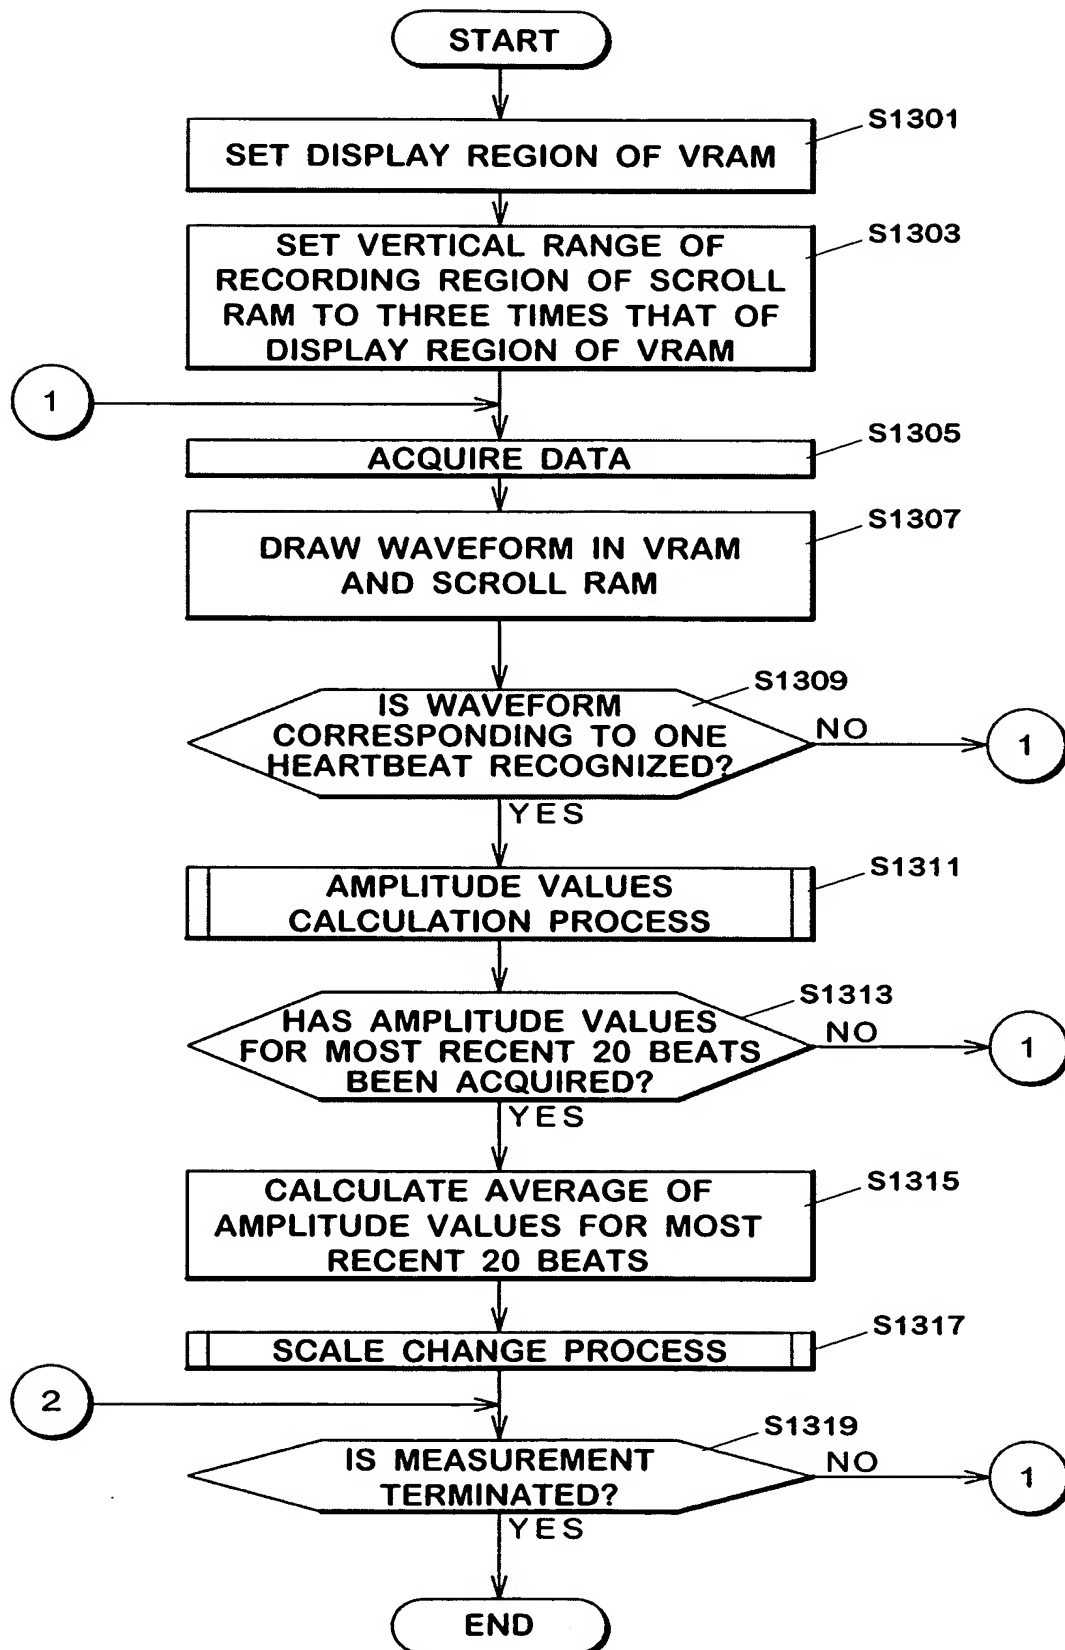 START
S1301
SET DISPLAY REGION OF VRAM
S1303
SET VERTICAL RANGE OF
RECORDING REGION OF SCROLL
RAM TO THREE TIMES THAT OF
DISPLAY REGION OF VRAM
1
S1305
ACQUIRE DATA
S1307
DRAW WAVEFORM IN VRAM
AND SCROLL RAM
S1309
IS WAVEFORM
CORRESPONDING TO ONE
HEARTBEAT RECOGNIZED?
NO
1
YES
S1311
AMPLITUDE VALUES
CALCULATION PROCESS
S1313
HAS AMPLITUDE VALUES
FOR MOST RECENT 20 BEATS
BEEN ACQUIRED?
NO
1
YES
S1315
CALCULATE AVERAGE OF
AMPLITUDE VALUES FOR MOST
RECENT 20 BEATS
S1317
SCALE CHANGE PROCESS
2
S1319
IS MEASUREMENT
TERMINATED?
NO
1
YES
END